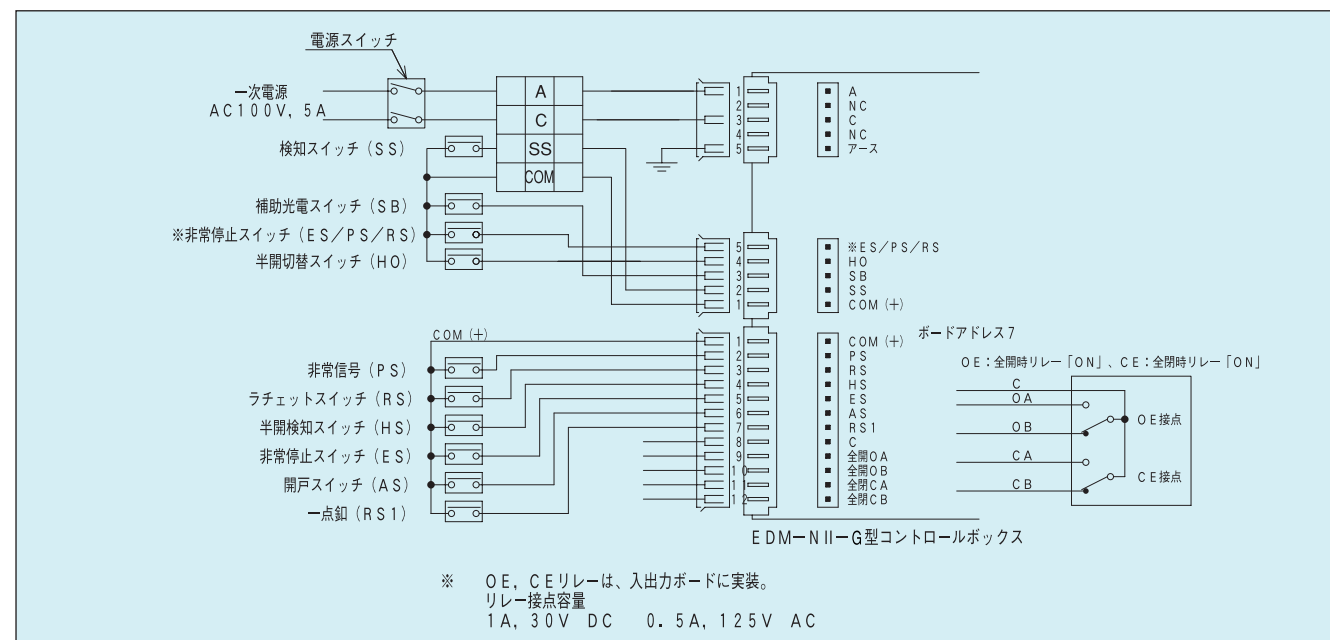 電源スイッチ
一次電源
AC100V, 5A
A
C
SS
COM
検知スイッチ (SS)
補助光電スイッチ (SB)
※非常停止スイッチ (ES/PS/RS)
半開切替スイッチ (HO)
1
2
3
4
5
A
NC
C
NC
アース
5
4
3
2
1
※ES/PS/RS
HO
SB
SS
COM (+)
COM (+)
非常信号 (PS)
ラチェットスイッチ (RS)
半開検知スイッチ (HS)
非常停止スイッチ (ES)
開戸スイッチ (AS)
一点釦 (RS1)
1
2
3
4
5
6
7
8
9
10
11
12
COM (+)
PS
RS
HS
ES
AS
RS1
C
全開OA
全開OB
全閉CA
全閉CB
ボードアドレス7
OE：全開時リレー「ON」、CE：全閉時リレー「ON」
C
OA
OB
CA
CB
OE接点
CE接点
EDM－NⅡ－G型コントロールボックス
※ OE, CEリレーは、入出力ボードに実装。
リレー接点容量
1A, 30V DC 0.5A, 125V AC